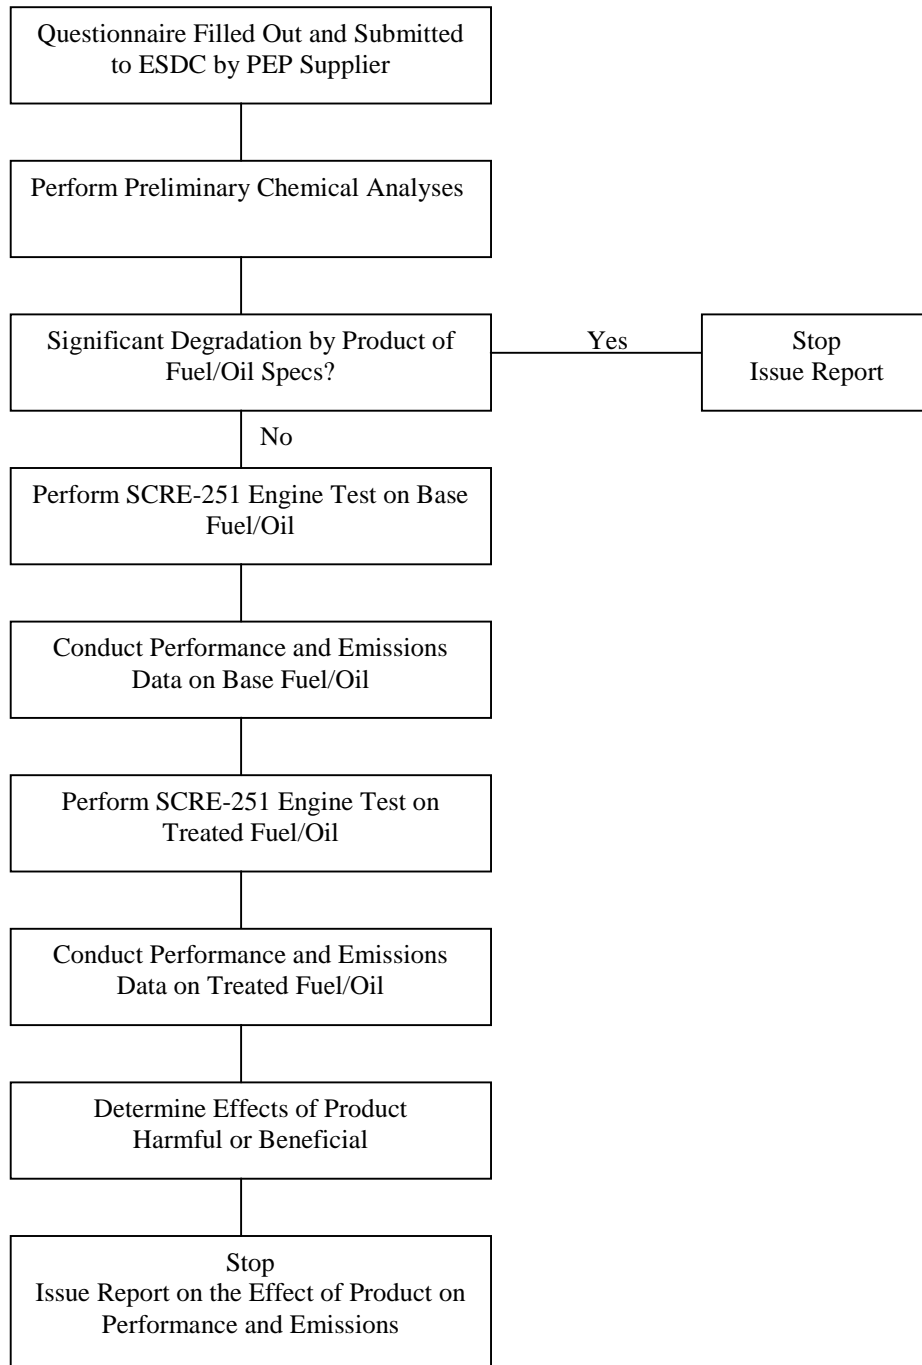 Questionnaire Filled Out and Submitted
to ESDC by PEP Supplier
Perform Preliminary Chemical Analyses
Significant Degradation by Product of
Fuel/Oil Specs?
Yes
Stop
Issue Report
No
Perform SCRE-251 Engine Test on Base
Fuel/Oil
Conduct Performance and Emissions
Data on Base Fuel/Oil
Perform SCRE-251 Engine Test on
Treated Fuel/Oil
Conduct Performance and Emissions
Data on Treated Fuel/Oil
Determine Effects of Product
Harmful or Beneficial
Stop
Issue Report on the Effect of Product on
Performance and Emissions